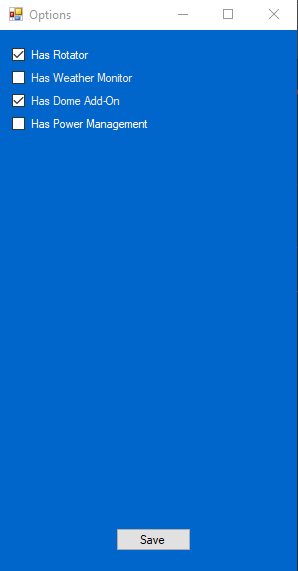 Options
Has Rotator
Has Weather Monitor
Has Dome Add-On
Has Power Management
Save